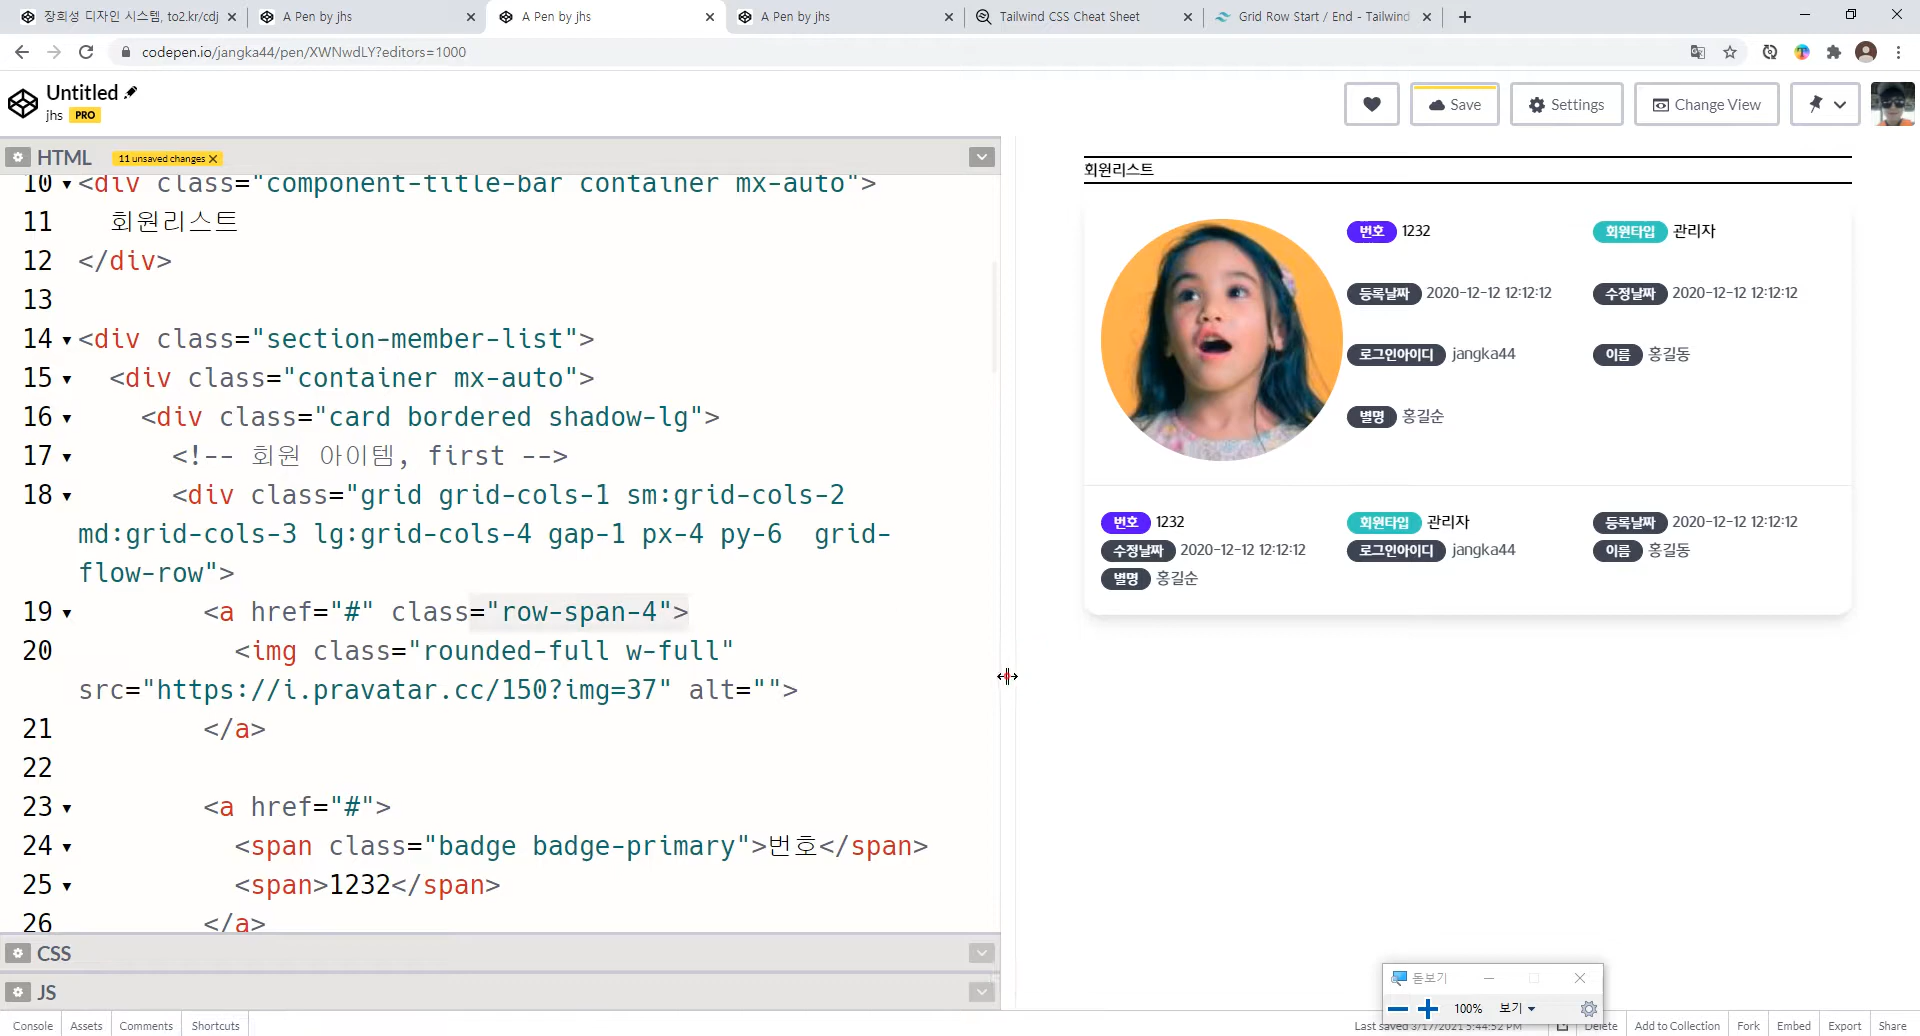 장희성 디자인 시스템, to2.kr/cdj
A Pen by jhs
A Pen by jhs
A Pen by jhs
Tailwind CSS Cheat Sheet
Grid Row Start / End - Tailwind
codepen.io/jangka44/pen/XWNwdLY?editors=1000
Untitled
jhs PRO
Save
Settings
Change View
HTML 11 unsaved changes
10 <div class="component-title-bar container mx-auto">
11 회원리스트
12 </div>
13
14 <div class="section-member-list">
15 <div class="container mx-auto">
16 <div class="card bordered shadow-lg">
17 <!-- 회원 아이템, first -->
18 <div class="grid grid-cols-1 sm:grid-cols-2
md:grid-cols-3 lg:grid-cols-4 gap-1 px-4 py-6  grid-
flow-row">
19 <a href="#" class="row-span-4">
20 <img class="rounded-full w-full"
src="https://i.pravatar.cc/150?img=37" alt="">
21 </a>
22
23 <a href="#">
24 <span class="badge badge-primary">번호</span>
25 <span>1232</span>
26 </a>
CSS
JS
회원리스트
번호 1232 회원타입 관리자
등록날짜 2020-12-12 12:12:12 수정날짜 2020-12-12 12:12:12
로그인아이디 jangka44 이름 홍길동
별명 홍길순
번호 1232 회원타입 관리자 등록날짜 2020-12-12 12:12:12
수정날짜 2020-12-12 12:12:12 로그인아이디 jangka44 이름 홍길동
별명 홍길순
돋보기
100% 보기
Console Assets Comments Shortcuts
Last saved 3/17/2021 5:44:52 PM Delete Add to Collection Fork Embed Export Share